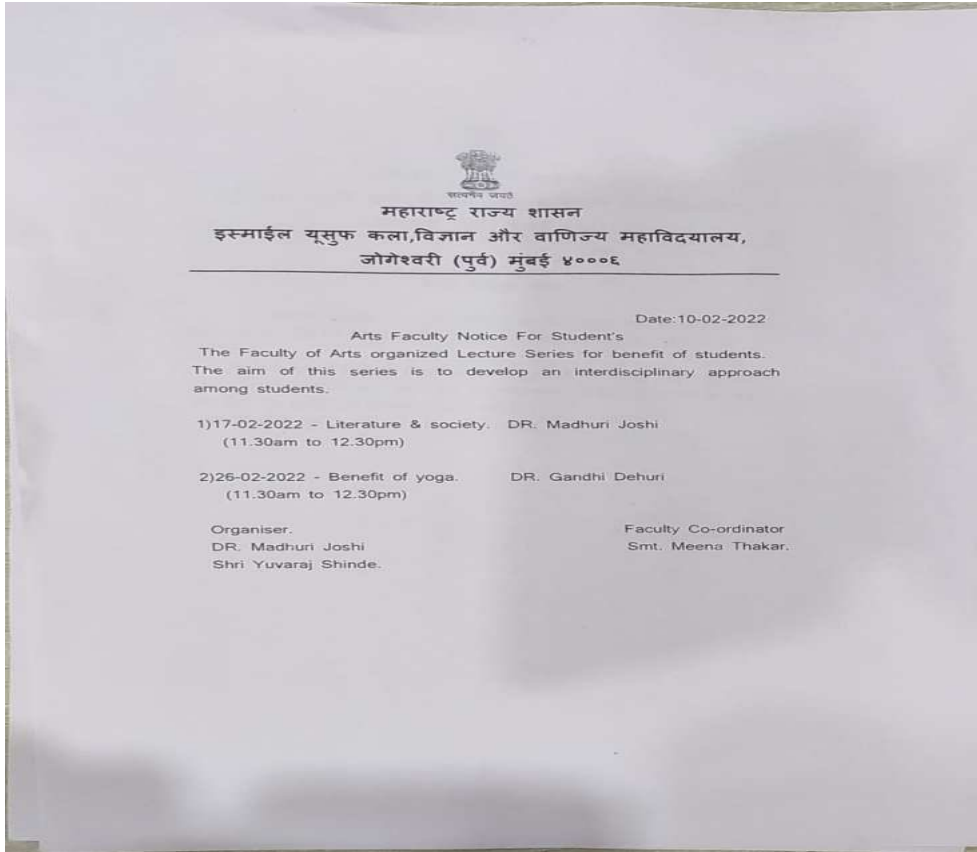 सत्यमेव जयते
महाराष्ट्र राज्य शासन
इस्माईल यूसुफ कला,विज्ञान और वाणिज्य महाविदयालय,
जोगेश्वरी (पुर्व) मुंबई ४०००६
Date:10-02-2022
Arts Faculty Notice For Student's
The Faculty of Arts organized Lecture Series for benefit of students.
The aim of this series is to develop an interdisciplinary approach
among students.
1)17-02-2022 - Literature & society. DR. Madhuri Joshi
(11.30am to 12.30pm)
2)26-02-2022 - Benefit of yoga. DR. Gandhi Dehuri
(11.30am to 12.30pm)
Organiser. Faculty Co-ordinator
DR. Madhuri Joshi Smt. Meena Thakar.
Shri Yuvaraj Shinde.